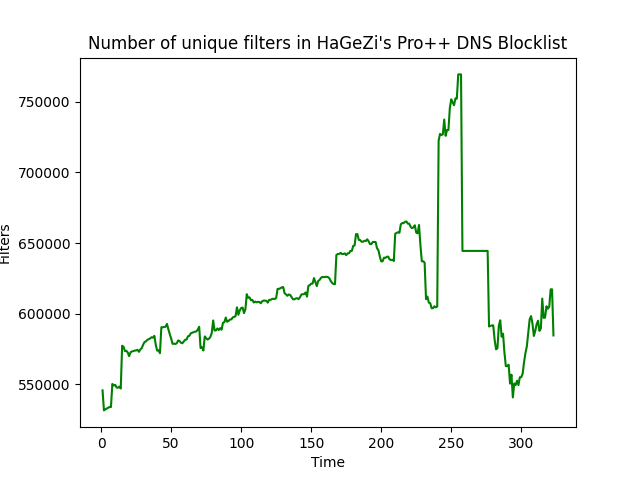 Number of unique filters in HaGeZi's Pro++ DNS Blocklist
750000
700000
650000
600000
550000
Filters
0 50 100 150 200 250 300
Time